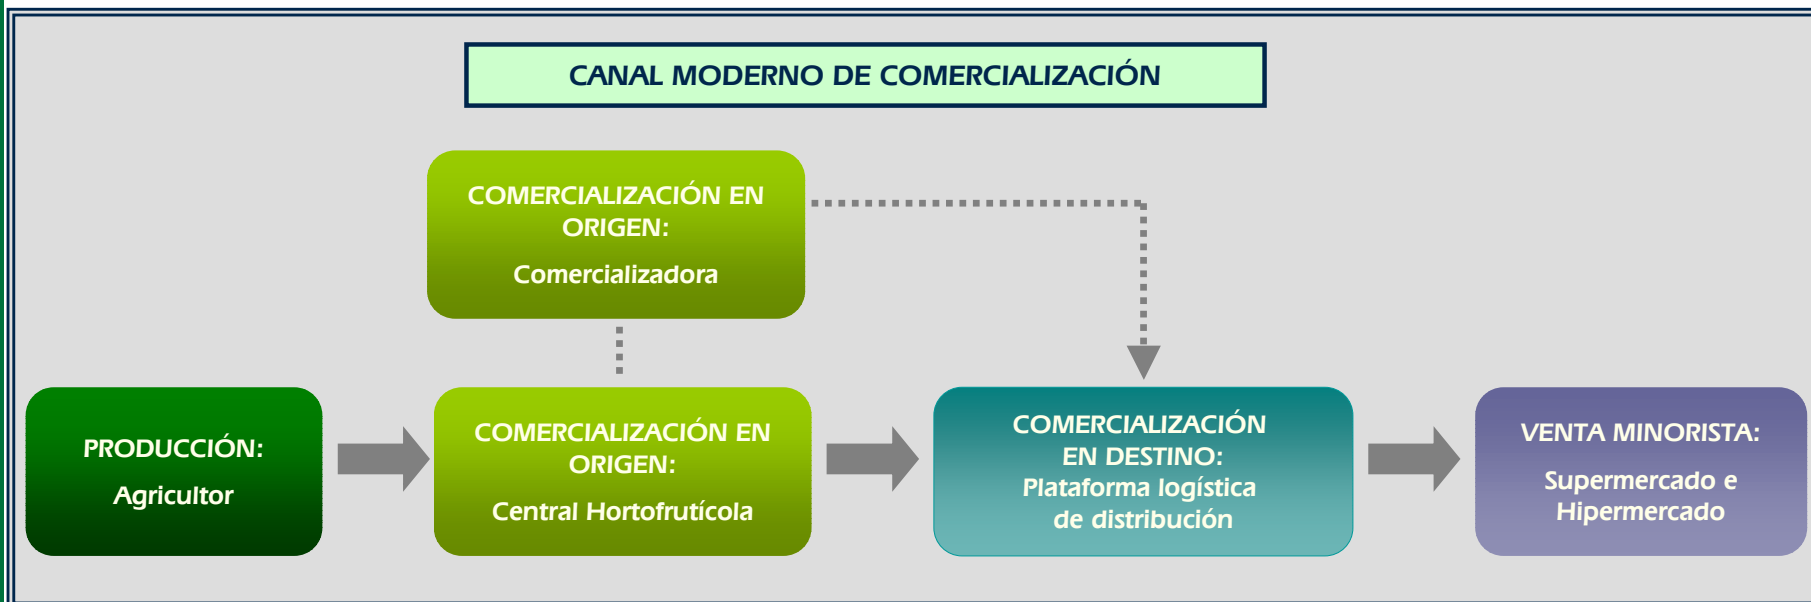 CANAL MODERNO DE COMERCIALIZACIÓN
COMERCIALIZACIÓN EN
ORIGEN:
Comercializadora
PRODUCCIÓN:
Agricultor
COMERCIALIZACIÓN EN
ORIGEN:
Central Hortofrutícola
COMERCIALIZACIÓN
EN DESTINO:
Plataforma logística
de distribución
VENTA MINORISTA:
Supermercado e
Hipermercado